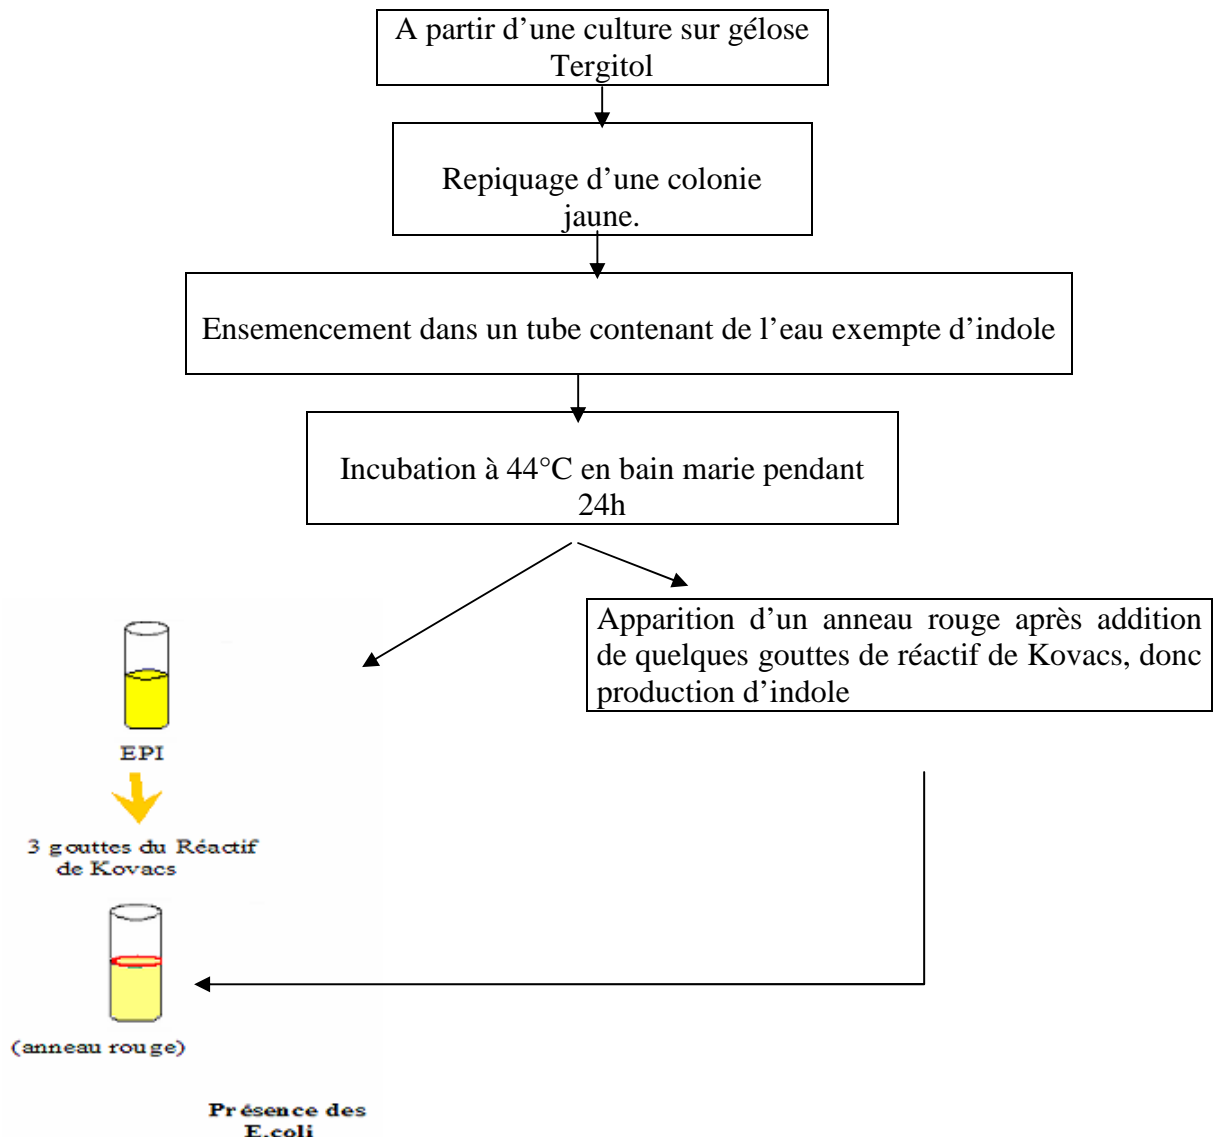 A partir d’une culture sur gélose
Tergitol
Repiquage d’une colonie
jaune.
Ensemencement dans un tube contenant de l’eau exempte d’indole
Incubation à 44°C en bain marie pendant
24h
Apparition d’un anneau rouge après addition
de quelques gouttes de réactif de Kovacs, donc
production d’indole
EPI
3 gouttes du Réactif
de Kovacs
(anneau rouge)
Présence des
E.coli